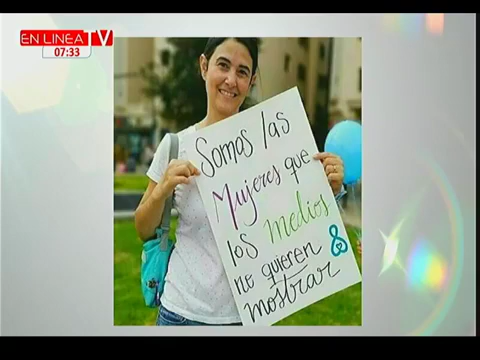 EN LINEA TV
07:33
Somos las
Mujeres que
los medios
no quieren
mostrar